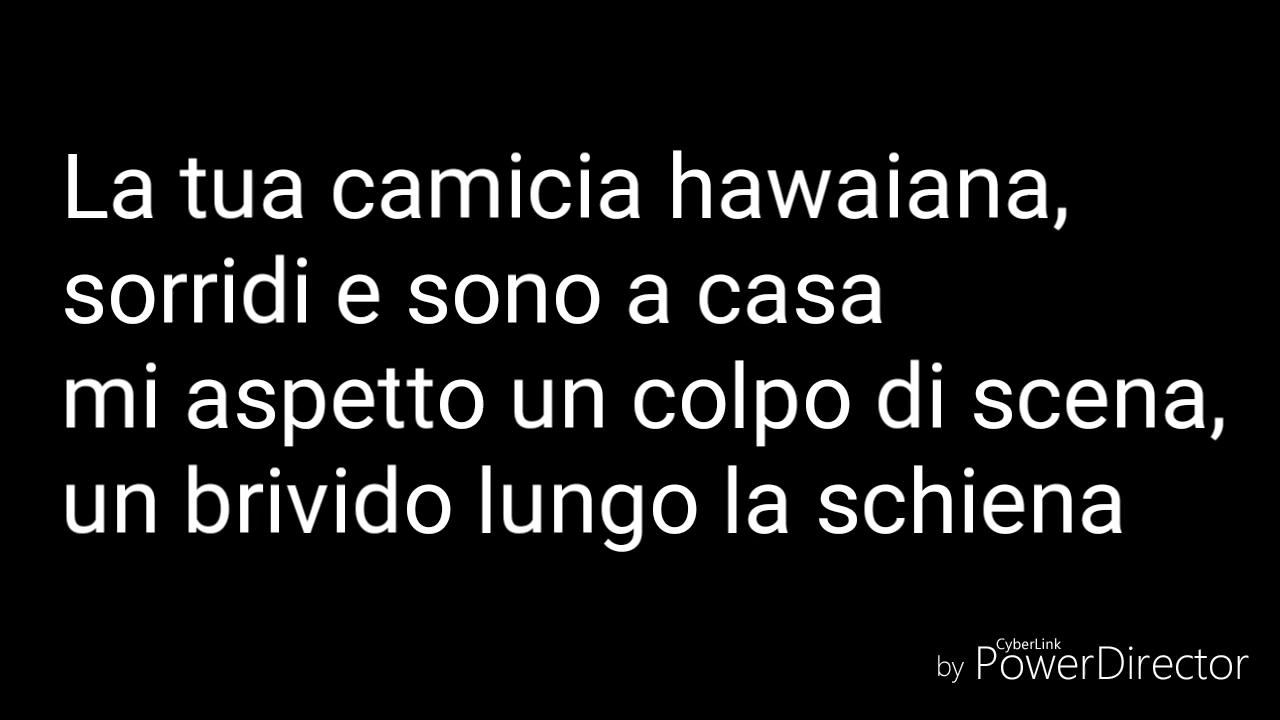 La tua camicia hawaiana,
sorridi e sono a casa
mi aspetto un colpo di scena,
un brivido lungo la schiena
CyberLink
by PowerDirector